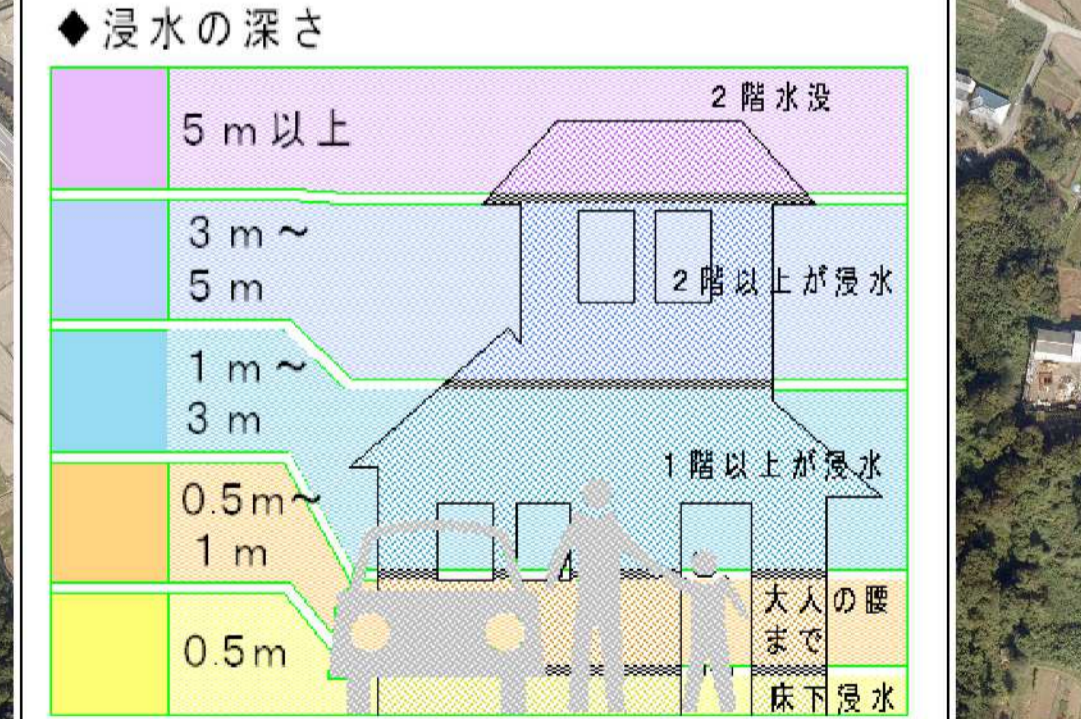 ◆浸水の深さ
5m以上
2階水没
3m～
5m
2階以上が浸水
1m～
3m
1階以上が浸水
0.5m～
1m
大人の腰
まで
0.5m
床下浸水